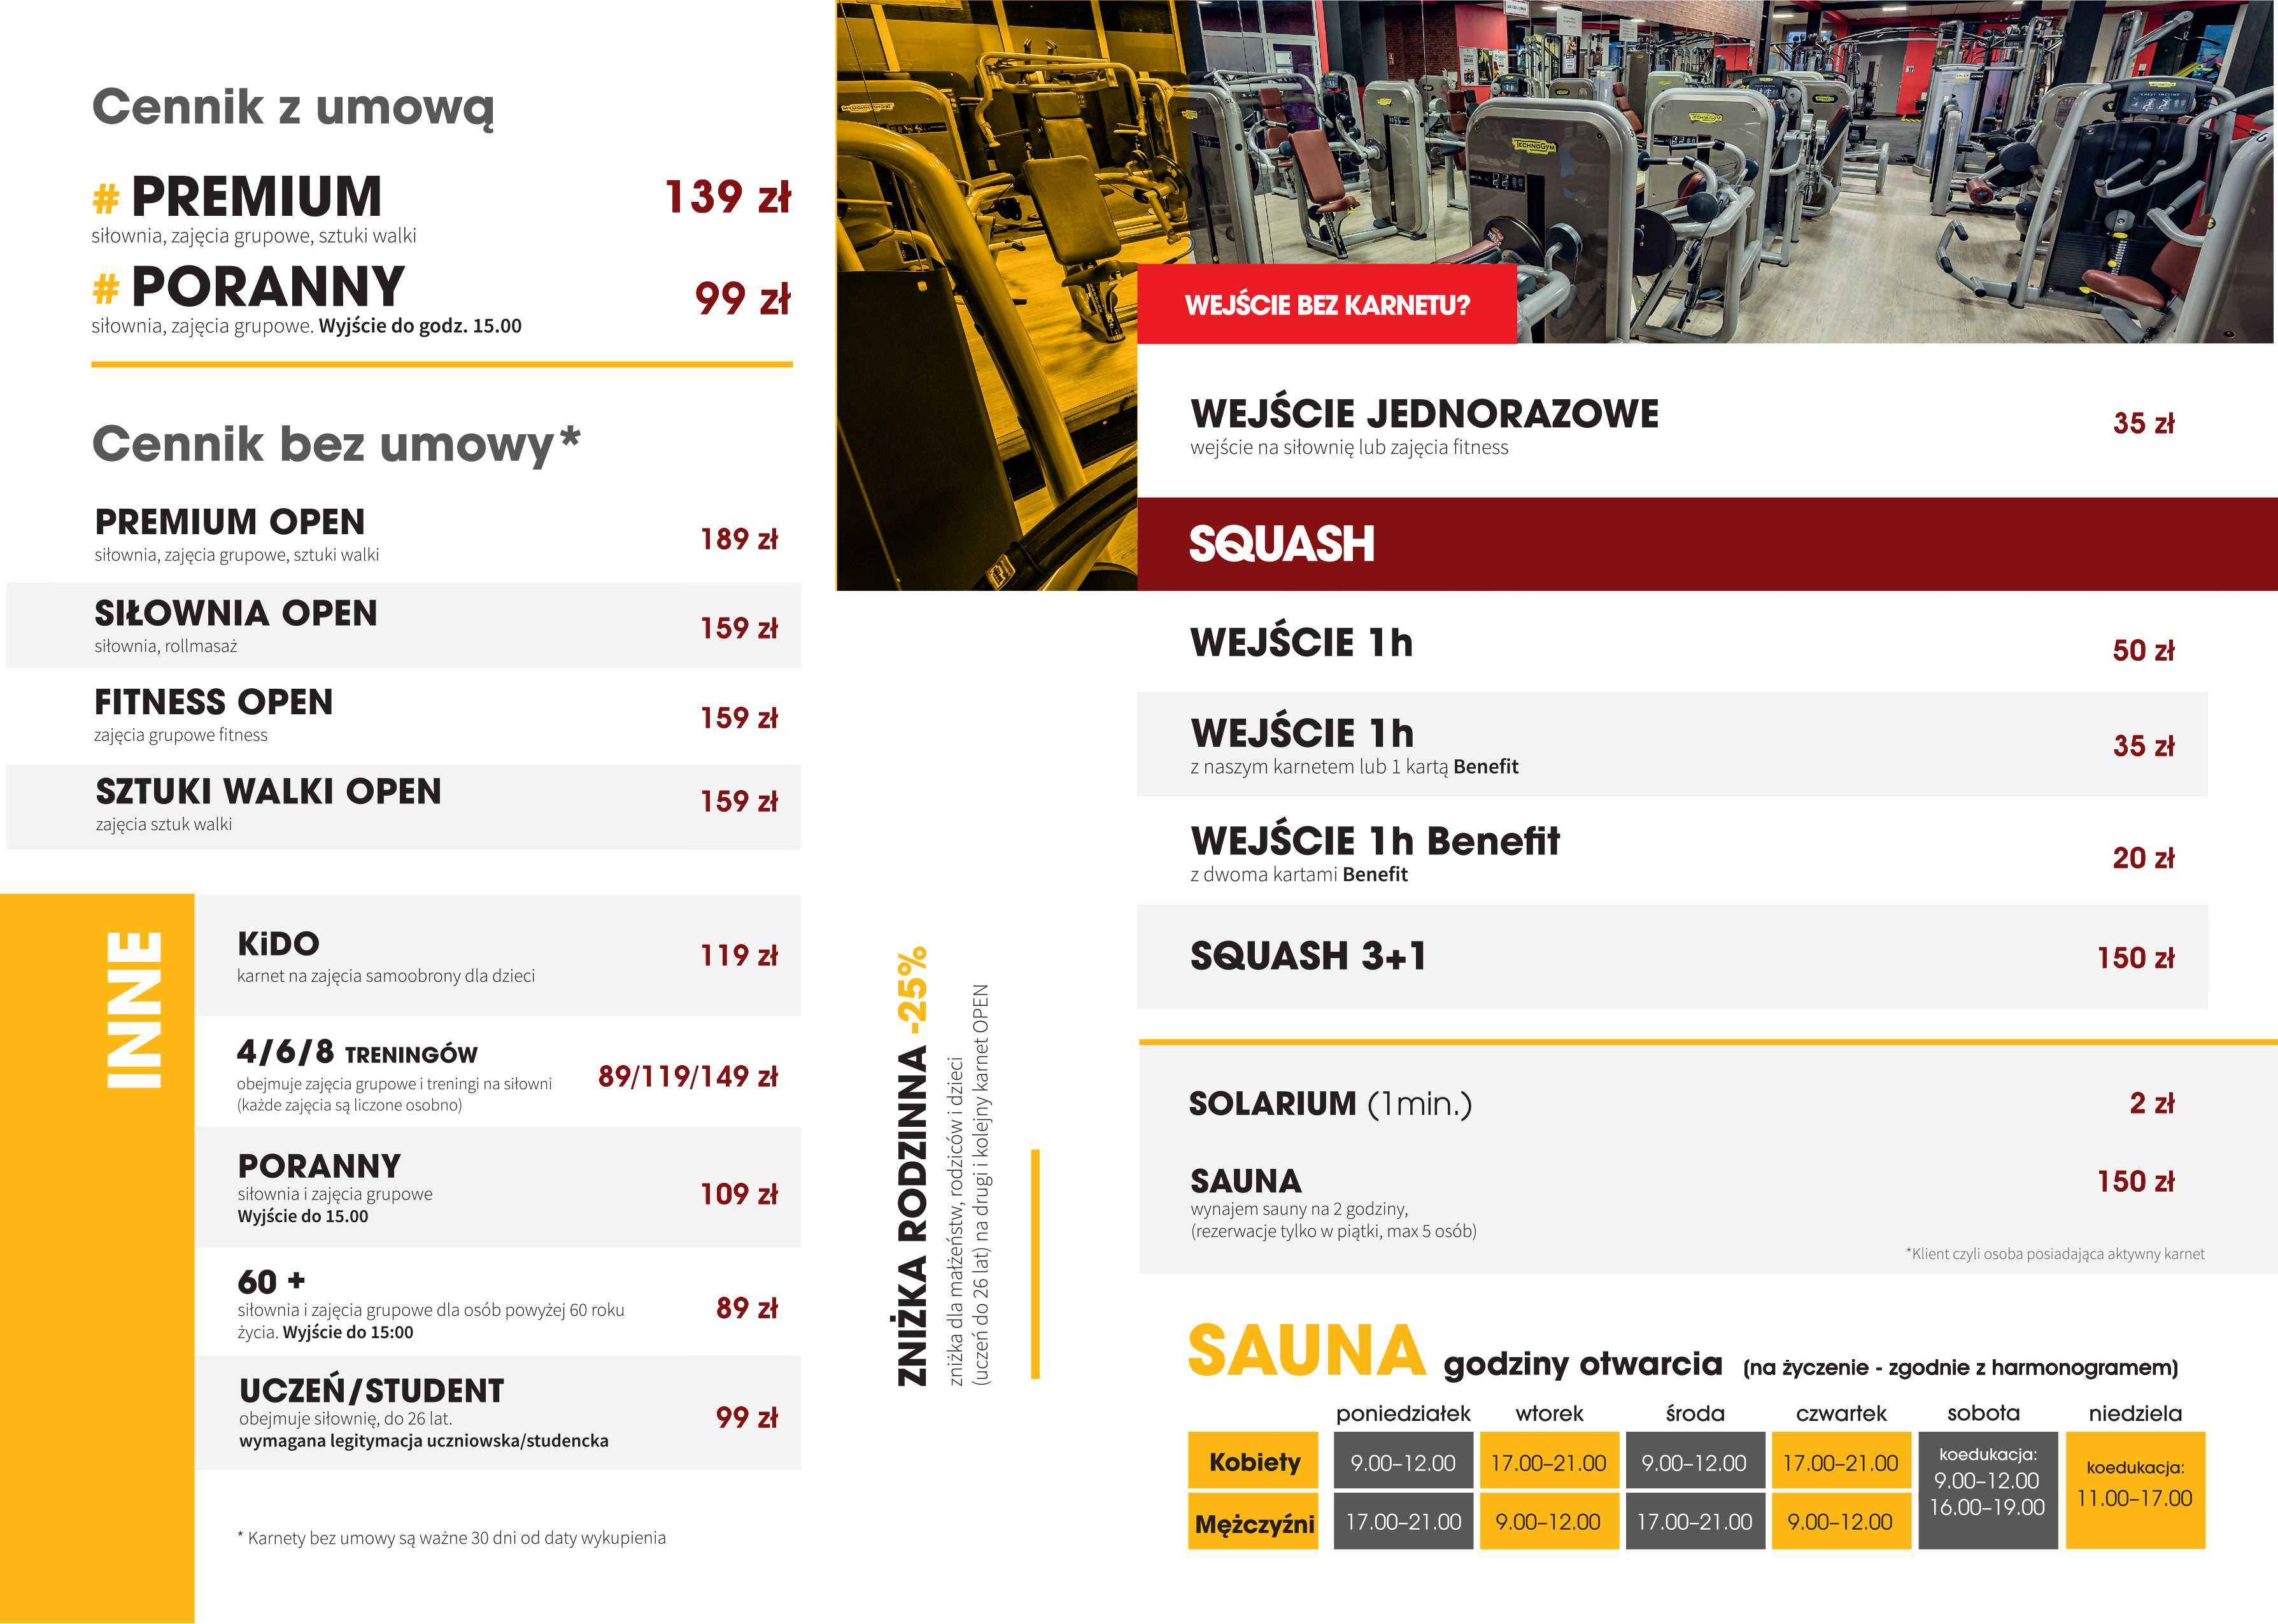 Cennik z umową
# PREMIUM
139 zł
siłownia, zajęcia grupowe, sztuki walki
# PORANNY
99 zł
siłownia, zajęcia grupowe. Wyjście do godz. 15.00
Cennik bez umowy*
PREMIUM OPEN
189 zł
siłownia, zajęcia grupowe, sztuki walki
SIŁOWNIA OPEN
159 zł
siłownia, rollmasaż
FITNESS OPEN
159 zł
zajęcia grupowe fitness
SZTUKI WALKI OPEN
159 zł
zajęcia sztuk walki
INNE
KiDO
119 zł
karnet na zajęcia samoobrony dla dzieci
4/6/8 TRENINGÓW
89/119/149 zł
obejmuje zajęcia grupowe i treningi na siłowni
(każde zajęcia są liczone osobno)
PORANNY
109 zł
siłownia i zajęcia grupowe
Wyjście do 15.00
60 +
89 zł
siłownia i zajęcia grupowe dla osób powyżej 60 roku
życia. Wyjście do 15:00
UCZEŃ/STUDENT
99 zł
obejmuje siłownię, do 26 lat.
wymagana legitymacja uczniowska/studencka
* Karnety bez umowy są ważne 30 dni od daty wykupienia
ZNIŻKA RODZINNA -25%
zniżka dla małżeństw, rodziców i dzieci
(uczeń do 26 lat) na drugi i kolejny karnet OPEN
TECHNOGYM
WEJŚCIE BEZ KARNETU?
WEJŚCIE JEDNORAZOWE
35 zł
wejście na siłownię lub zajęcia fitness
SQUASH
WEJŚCIE 1h
50 zł
WEJŚCIE 1h
35 zł
z naszym karnetem lub 1 kartą Benefit
WEJŚCIE 1h Benefit
20 zł
z dwoma kartami Benefit
SQUASH 3+1
150 zł
SOLARIUM (1min.)
2 zł
SAUNA
150 zł
wynajem sauny na 2 godziny,
(rezerwacje tylko w piątki, max 5 osób)
*Klient czyli osoba posiadająca aktywny karnet
SAUNA godziny otwarcia (na życzenie - zgodnie z harmonogramem)
poniedziałek wtorek środa czwartek sobota niedziela
Kobiety 9.00–12.00 17.00–21.00 9.00–12.00 17.00–21.00
Mężczyźni 17.00–21.00 9.00–12.00 17.00–21.00 9.00–12.00
koedukacja:
9.00–12.00
16.00–19.00
koedukacja:
11.00–17.00